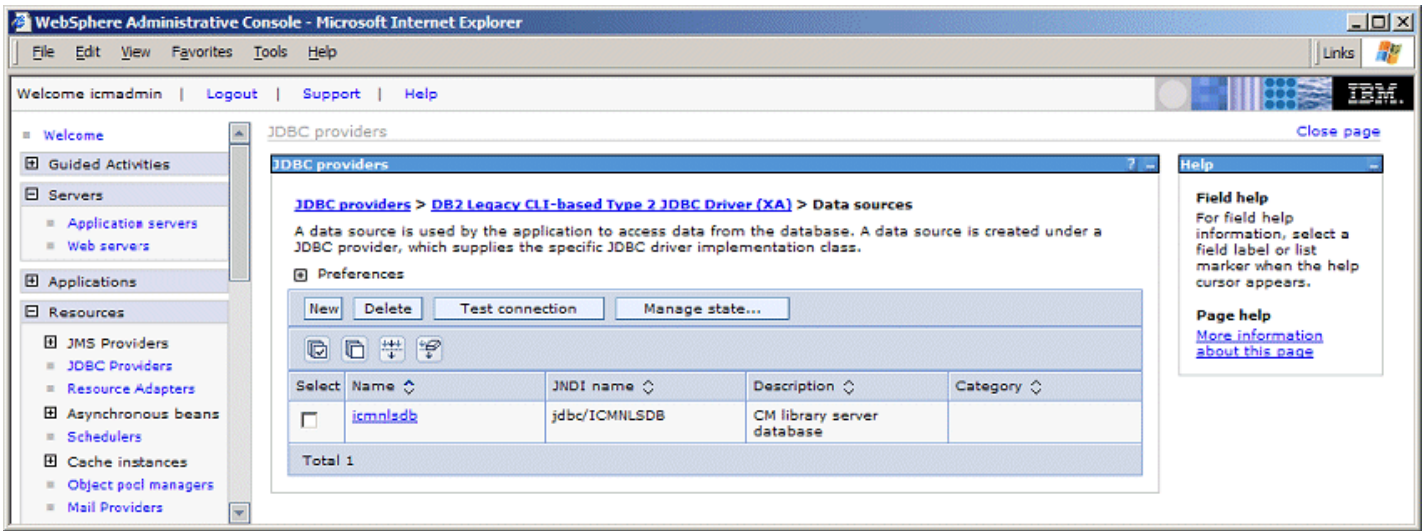 WebSphere Administrative Console - Microsoft Internet Explorer
File Edit View Favorites Tools Help
Links
Welcome icmadmin | Logout | Support | Help
IBM.
Welcome
Guided Activities
Servers
Application servers
Web servers
Applications
Resources
JMS Providers
JDBC Providers
Resource Adapters
Asynchronous beans
Schedulers
Cache instances
Object pool managers
Mail Providers
JDBC providers
Close page
JDBC providers ? -
JDBC providers > DB2 Legacy CLI-based Type 2 JDBC Driver (XA) > Data sources
A data source is used by the application to access data from the database. A data source is created under a
JDBC provider, which supplies the specific JDBC driver implementation class.
Preferences
New Delete Test connection Manage state...
Select Name JNDI name Description Category
icmnlsdb jdbc/ICMNLSDB CM library server
database
Total 1
Help -
Field help
For field help
information, select a
field label or list
marker when the help
cursor appears.
Page help
More information
about this page